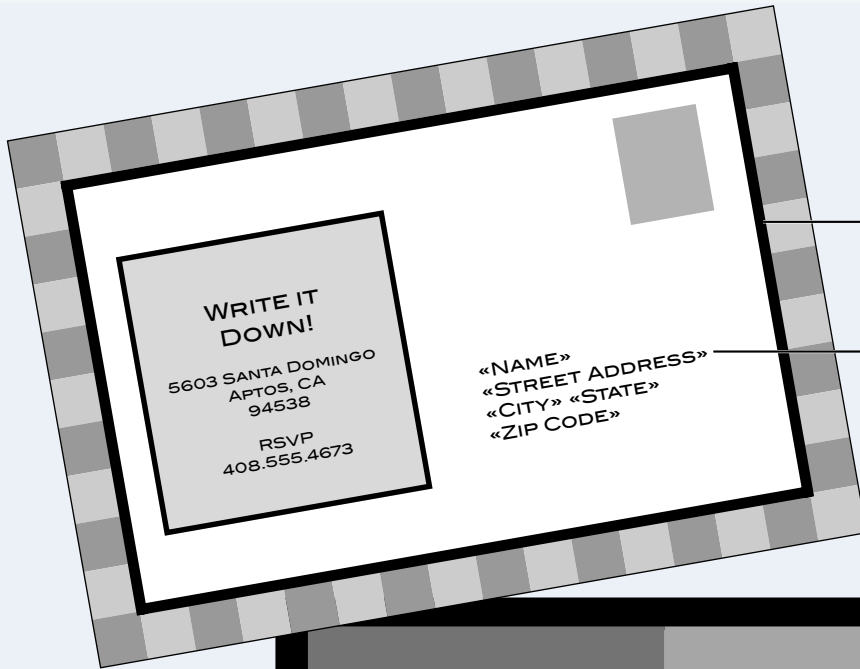 WRITE IT
DOWN!
5603 SANTA DOMINGO
APTOS, CA
94538
RSVP
408.555.4673
«NAME»
«STREET ADDRESS»
«CITY» «STATE»
«ZIP CODE»